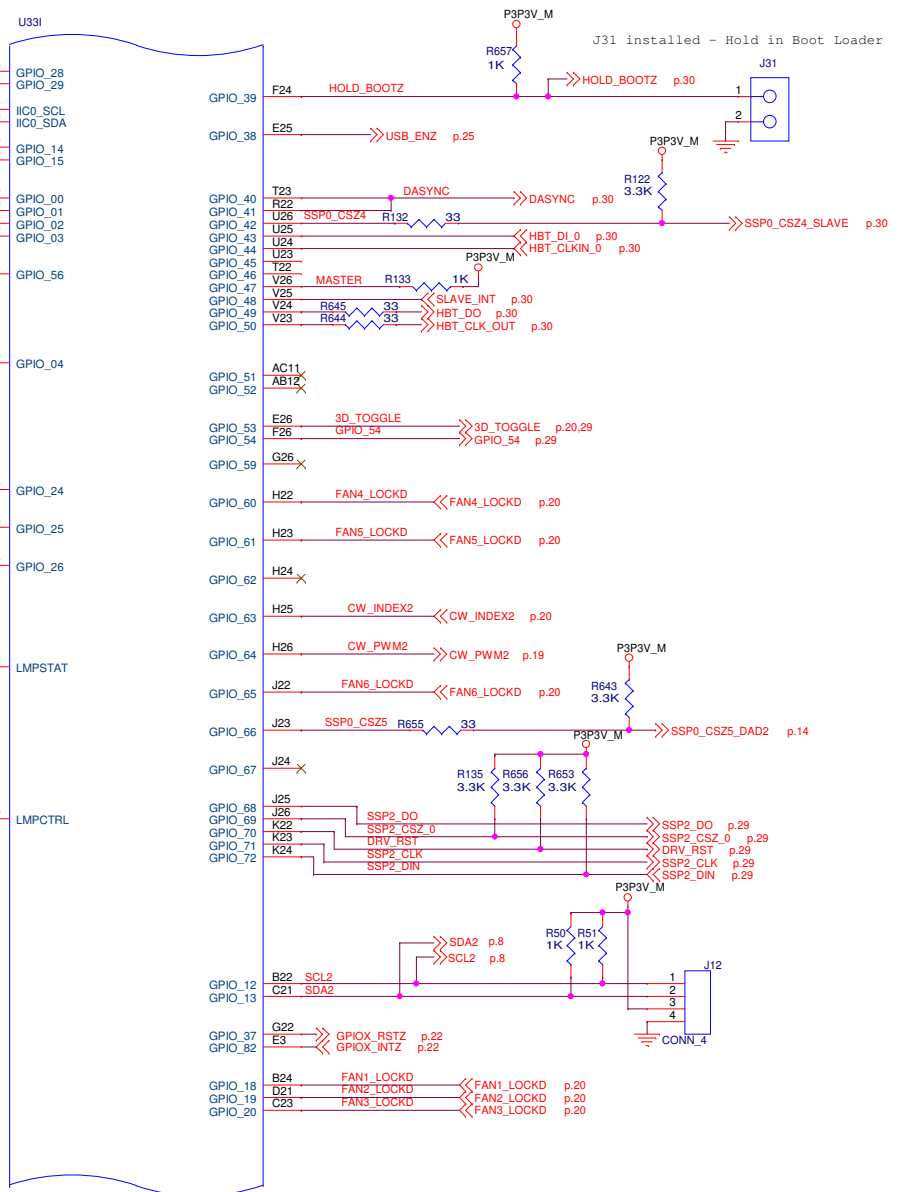 U33I
P3P3V_M
J31 installed - Hold in Boot Loader
R657
1K
J31
GPIO_28
GPIO_29
GPIO_39 F24 HOLD_BOOTZ
HOLD_BOOTZ p.30
1
2
IIC0_SCL
IIC0_SDA
GPIO_38 E25 USB_ENZ p.25
GPIO_14
GPIO_15
P3P3V_M
R122
3.3K
GPIO_00
GPIO_01
GPIO_02
GPIO_03
GPIO_40 T23 DASYNC DASYNC p.30
GPIO_41 R22
GPIO_42 U26 SSP0_CSZ4 R132 33 SSP0_CSZ4_SLAVE p.30
GPIO_43 U25 HBT_DI_0 p.30
GPIO_44 U24 HBT_CLKIN_0 p.30
GPIO_45 U23
P3P3V_M
GPIO_56
GPIO_46 T22
GPIO_47 V26 MASTER R133 1K
GPIO_48 V25 SLAVE_INT p.30
GPIO_49 V24 R645 33 HBT_DO p.30
GPIO_50 V23 R644 33 HBT_CLK_OUT p.30
GPIO_04
GPIO_51 AC11
GPIO_52 AB12
GPIO_53 E26 3D_TOGGLE 3D_TOGGLE p.20,29
GPIO_54 F26 GPIO_54 GPIO_54 p.29
GPIO_59 G26
GPIO_24
GPIO_60 H22 FAN4_LOCKD FAN4_LOCKD p.20
GPIO_25
GPIO_61 H23 FAN5_LOCKD FAN5_LOCKD p.20
GPIO_26
GPIO_62 H24
GPIO_63 H25 CW_INDEX2 CW_INDEX2 p.20
GPIO_64 H26 CW_PWM2 CW_PWM2 p.19
P3P3V_M
LMPSTAT
GPIO_65 J22 FAN6_LOCKD FAN6_LOCKD p.20
R643
3.3K
GPIO_66 J23 SSP0_CSZ5 R655 33 SSP0_CSZ5_DAD2 p.14
P3P3V_M
GPIO_67 J24
R135 R656 R653
3.3K 3.3K 3.3K
LMPCTRL
GPIO_68 J25 SSP2_DO SSP2_DO p.29
GPIO_69 J26 SSP2_CSZ_0 SSP2_CSZ_0 p.29
GPIO_70 K22 DRV_RST DRV_RST p.29
GPIO_71 K23 SSP2_CLK SSP2_CLK p.29
GPIO_72 K24 SSP2_DIN SSP2_DIN p.29
P3P3V_M
R50 R51
1K 1K
SDA2 p.8
SCL2 p.8
J12
GPIO_12 B22 SCL2 1
GPIO_13 C21 SDA2 2
3
4
CONN_4
GPIO_37 G22 GPIOX_RSTZ p.22
GPIO_82 E3 GPIOX_INTZ p.22
GPIO_18 B24 FAN1_LOCKD FAN1_LOCKD p.20
GPIO_19 D21 FAN2_LOCKD FAN2_LOCKD p.20
GPIO_20 C23 FAN3_LOCKD FAN3_LOCKD p.20